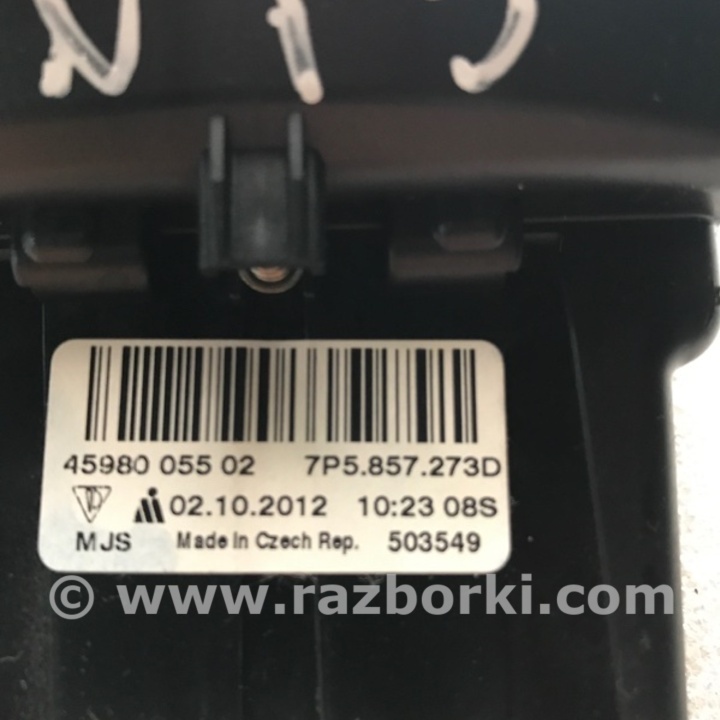 45980 055 02 7P5.857.273D
02.10.2012 10:23 08S
MJS Made in Czech Rep. 503549
© www.razborki.com